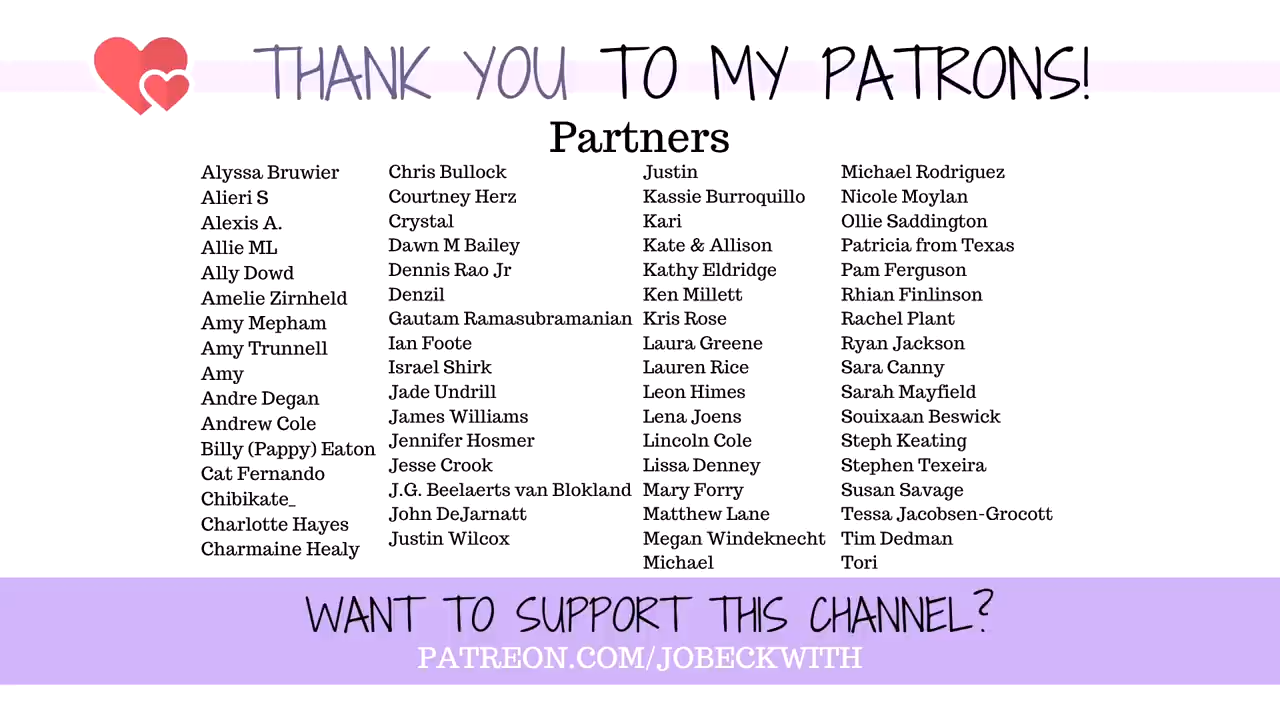 THANK YOU TO MY PATRONS!
Partners
Alyssa Bruwier
Alieri S
Alexis A.
Allie ML
Ally Dowd
Amelie Zirnheld
Amy Mepham
Amy Trunnell
Amy
Andre Degan
Andrew Cole
Billy (Pappy) Eaton
Cat Fernando
Chibikate_
Charlotte Hayes
Charmaine Healy
Chris Bullock
Courtney Herz
Crystal
Dawn M Bailey
Dennis Rao Jr
Denzil
Gautam Ramasubramanian
Ian Foote
Israel Shirk
Jade Undrill
James Williams
Jennifer Hosmer
Jesse Crook
J.G. Beelaerts van Blokland
John DeJarnatt
Justin Wilcox
Justin
Kassie Burroquillo
Kari
Kate & Allison
Kathy Eldridge
Ken Millett
Kris Rose
Laura Greene
Lauren Rice
Leon Himes
Lena Joens
Lincoln Cole
Lissa Denney
Mary Forry
Matthew Lane
Megan Windeknecht
Michael
Michael Rodriguez
Nicole Moylan
Ollie Saddington
Patricia from Texas
Pam Ferguson
Rhian Finlinson
Rachel Plant
Ryan Jackson
Sara Canny
Sarah Mayfield
Souixaan Beswick
Steph Keating
Stephen Texeira
Susan Savage
Tessa Jacobsen-Grocott
Tim Dedman
Tori
WANT TO SUPPORT THIS CHANNEL?
PATREON.COM/JOBECKWITH